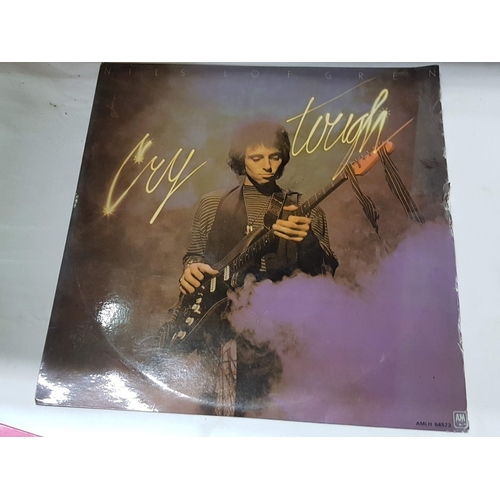 NILS LOFGREN
Cry tough
A&M
AMLH 64573